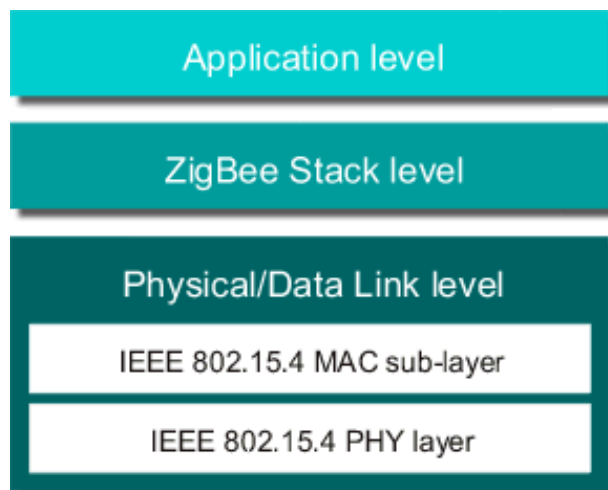 Application level
ZigBee Stack level
Physical/Data Link level
IEEE 802.15.4 MAC sub-layer
IEEE 802.15.4 PHY layer